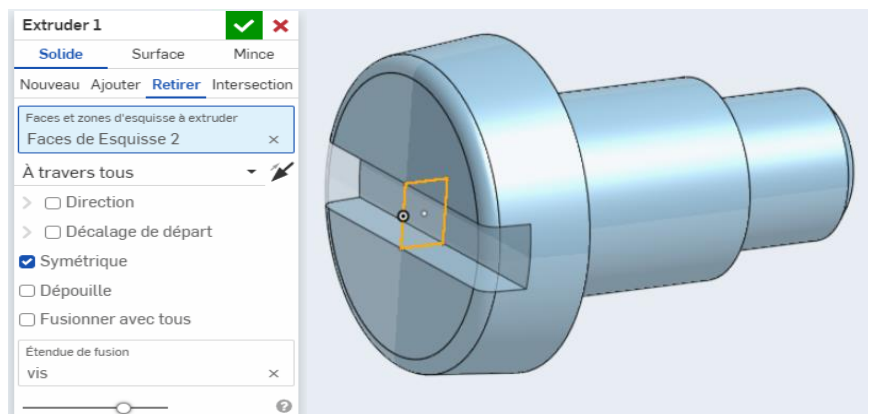 Extruder 1
Solide Surface Mince
Nouveau Ajouter Retirer Intersection
Faces et zones d'esquisse à extruder
Faces de Esquisse 2
À travers tous
Direction
Décalage de départ
Symétrique
Dépouille
Fusionner avec tous
Étendue de fusion
vis